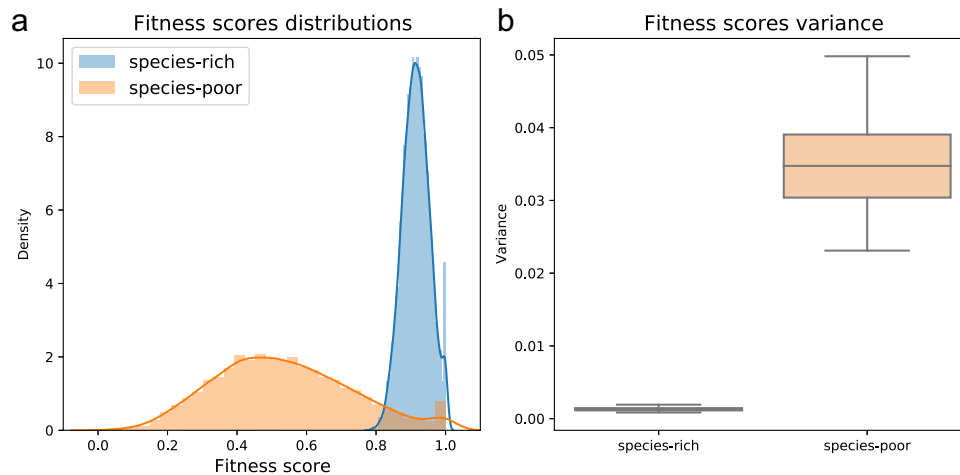 a
Fitness scores distributions
species-rich
species-poor
10
8
6
4
2
0
Density
0.0 0.2 0.4 0.6 0.8 1.0
Fitness score
b
Fitness scores variance
0.05
0.04
0.03
0.02
0.01
0.00
Variance
species-rich species-poor